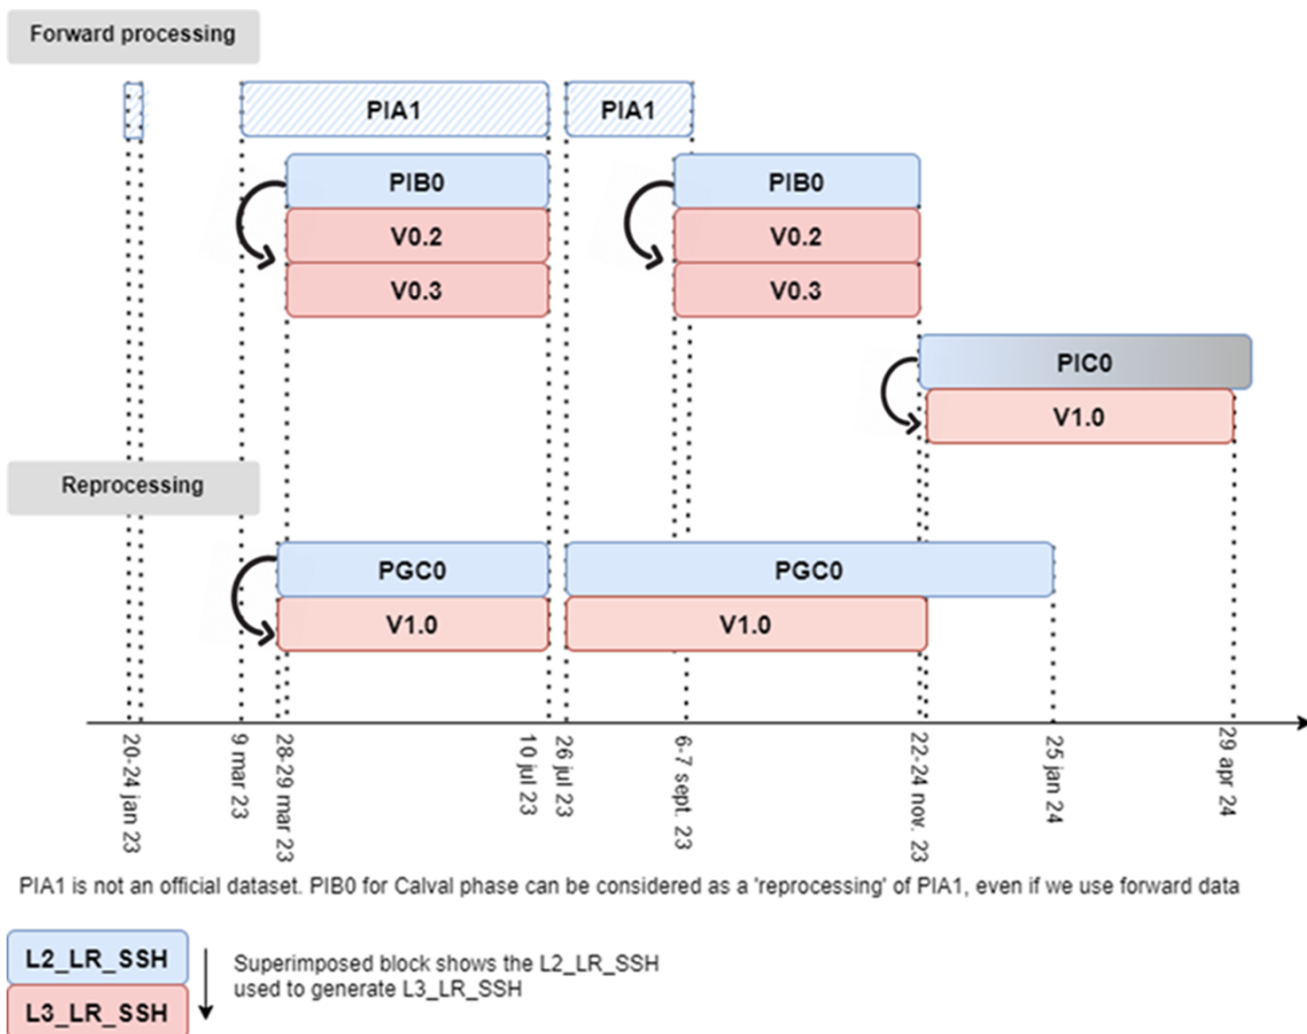 Forward processing
PIA1
PIA1
PIB0
PIB0
V0.2
V0.2
V0.3
V0.3
PIC0
V1.0
Reprocessing
PGC0
PGC0
V1.0
V1.0
20-24 jan 23
9 mar 23
28-29 mar 23
10 jul 23
26 jul 23
6-7 sept. 23
22-24 nov. 23
25 jan 24
29 apr 24
PIA1 is not an official dataset. PIB0 for Calval phase can be considered as a 'reprocessing' of PIA1, even if we use forward data
L2_LR_SSH
L3_LR_SSH
Superimposed block shows the L2_LR_SSH
used to generate L3_LR_SSH